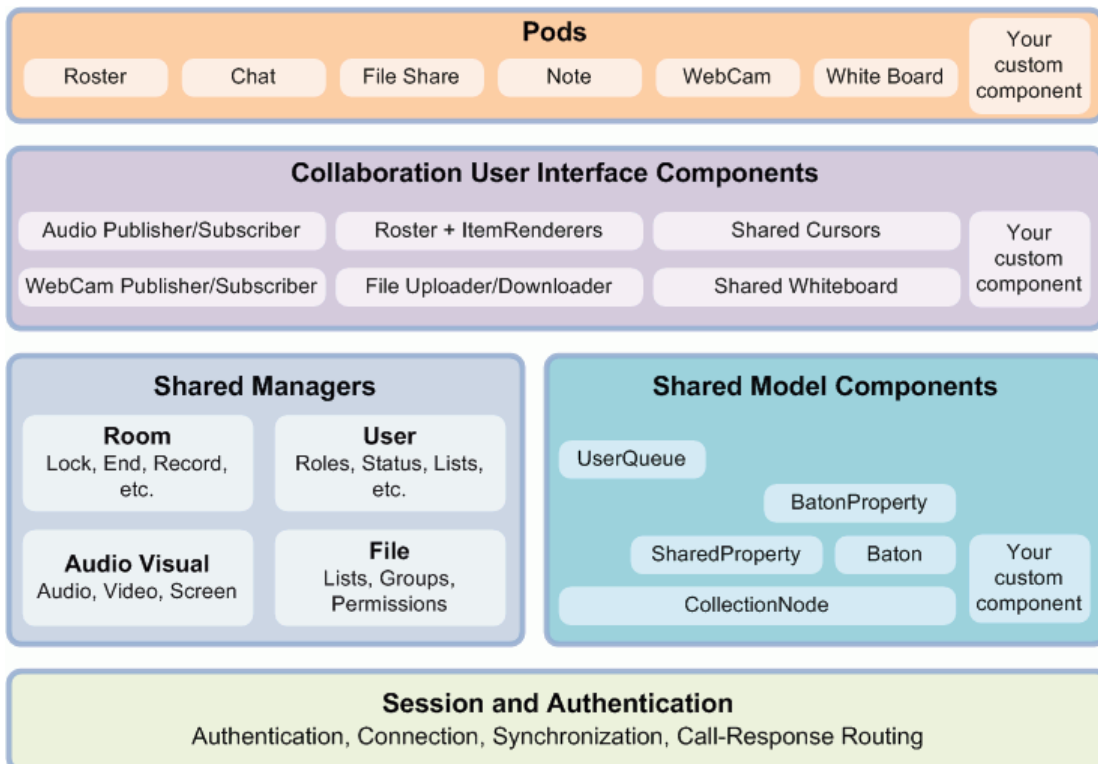 Pods
Roster
Chat
File Share
Note
WebCam
White Board
Your
custom
component
Collaboration User Interface Components
Audio Publisher/Subscriber
Roster + ItemRenderers
Shared Cursors
WebCam Publisher/Subscriber
File Uploader/Downloader
Shared Whiteboard
Your
custom
component
Shared Managers
Room
Lock, End, Record,
etc.
User
Roles, Status, Lists,
etc.
Audio Visual
Audio, Video, Screen
File
Lists, Groups,
Permissions
Shared Model Components
UserQueue
BatonProperty
SharedProperty
Baton
CollectionNode
Your
custom
component
Session and Authentication
Authentication, Connection, Synchronization, Call-Response Routing